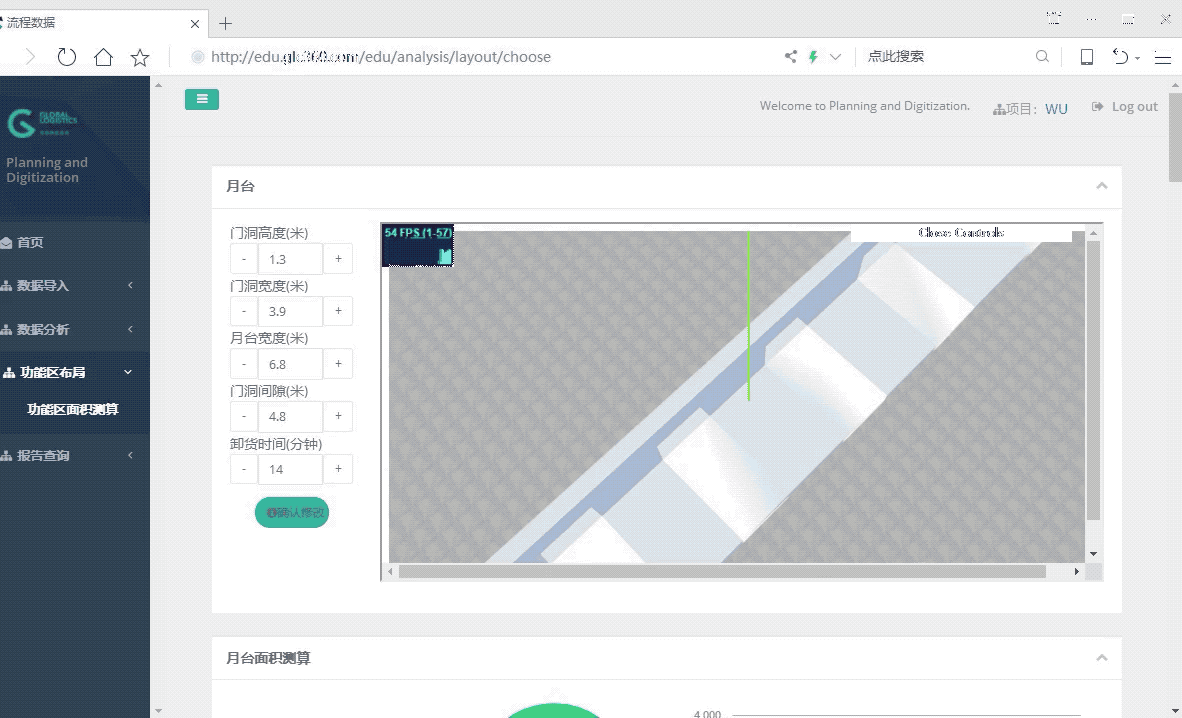 流程数据
http://edu.glc360.com/edu/analysis/layout/choose
点此搜索
GLOBAL
LOGISTICS
Planning and
Digitization
首页
数据导入
数据分析
功能区布局
功能区面积测算
报告查询
Welcome to Planning and Digitization.
项目: WU
Log out
月台
门洞高度(米)
- 1.3 +
门洞宽度(米)
- 3.9 +
月台宽度(米)
- 6.8 +
门洞间隙(米)
- 4.8 +
卸货时间(分钟)
- 14 +
确认修改
54 FPS (1-57)
Close Controls
月台面积测算
4,000